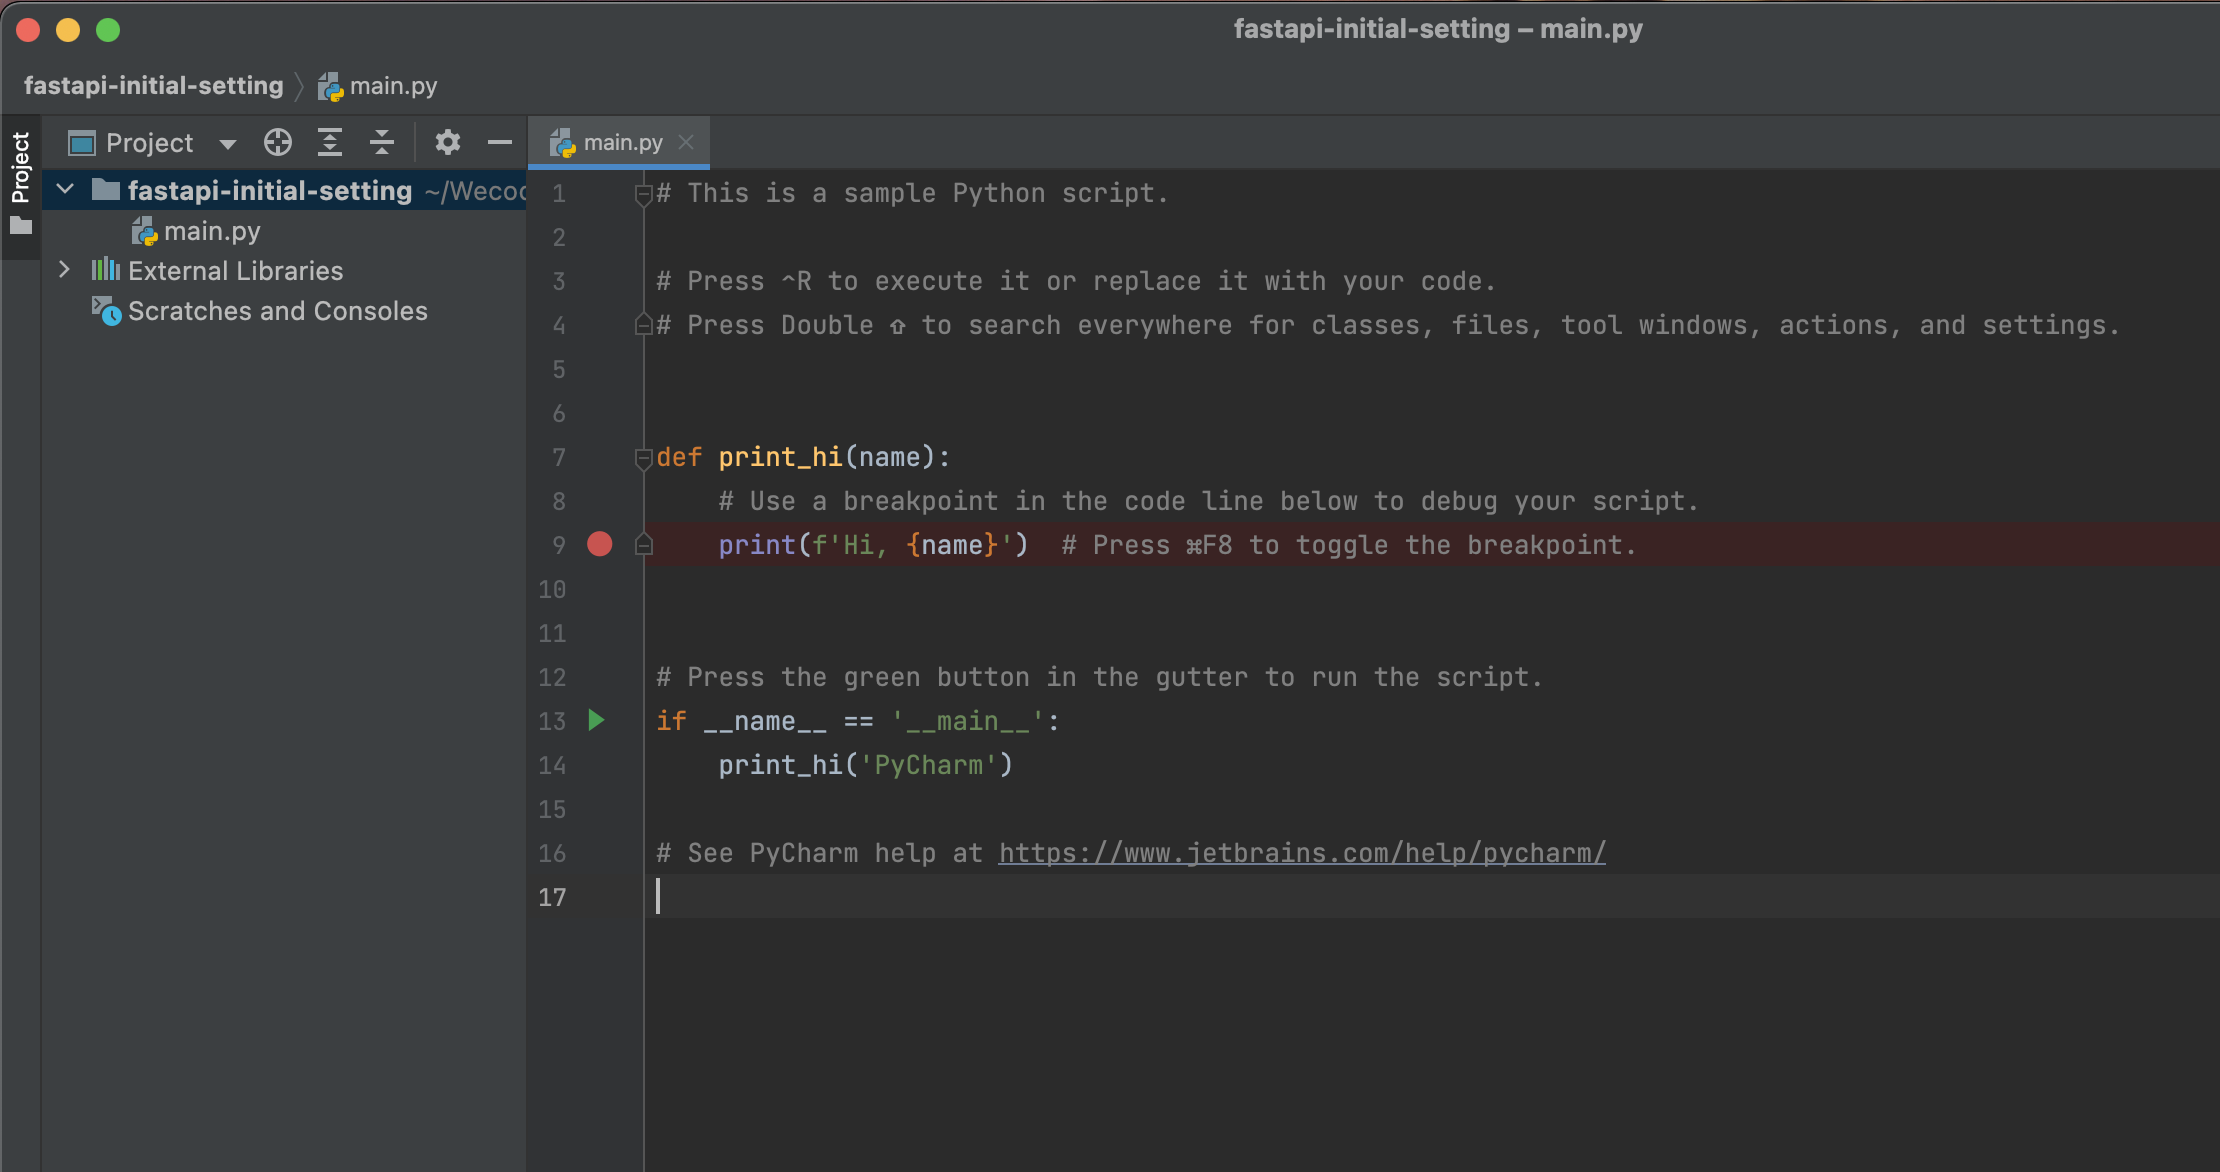 fastapi-initial-setting – main.py
fastapi-initial-setting main.py
Project
Project
main.py
fastapi-initial-setting
main.py
External Libraries
Scratches and Consoles
1 # This is a sample Python script.
2
3 # Press ^R to execute it or replace it with your code.
4 # Press Double ⇧ to search everywhere for classes, files, tool windows, actions, and settings.
5
6
7 def print_hi(name):
8     # Use a breakpoint in the code line below to debug your script.
9     print(f'Hi, {name}')  # Press ⌘F8 to toggle the breakpoint.
10
11
12 # Press the green button in the gutter to run the script.
13 if __name__ == '__main__':
14     print_hi('PyCharm')
15
16 # See PyCharm help at https://www.jetbrains.com/help/pycharm/
17